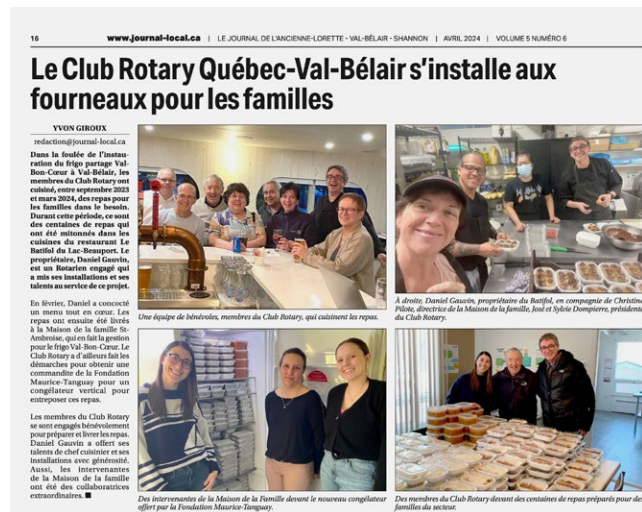 16 www.journal-local.ca | LE JOURNAL DE L'ANCIENNE-LORETTE - VAL-BÉLAIR - SHANNON | AVRIL 2024 | VOLUME 5 NUMÉRO 6
Le Club Rotary Québec-Val-Bélair s'installe aux
fourneaux pour les familles
YVON GIROUX
redaction@journal-local.ca
Dans la foulée de l'instau-
ration du frigo partage Val-
Bon-Cœur à Val-Bélair, les
membres du Club Rotary ont
cuisiné, entre septembre 2023
et mars 2024, des repas pour
les familles dans le besoin.
Durant cette période, ce sont
des centaines de repas qui
ont été mitonnés dans les
cuisines du restaurant Le
Batifol du Lac-Beauport. Le
propriétaire, Daniel Gauvin,
est un Rotarien engagé qui
a mis ses installations et ses
talents au service de ce projet.
En février, Daniel a concocté
un menu tout en cœur. Les
repas ont ensuite été livrés
à la Maison de la famille St-
Ambroise, qui en fait la gestion
pour le frigo Val-Bon-Cœur. Le
Club Rotary a d'ailleurs fait les
démarches pour obtenir une
commandite de la Fondation
Maurice-Tanguay pour un
congélateur vertical pour
entreposer ces repas.
Les membres du Club Rotary
se sont engagés bénévolement
pour préparer et livrer les repas.
Daniel Gauvin a offert ses
talents de chef cuisinier et ses
installations avec générosité.
Aussi, les intervenantes
de la Maison de la famille
ont été des collaboratrices
extraordinaires. ■
Une équipe de bénévoles, membres du Club Rotary, qui cuisinent les repas.
À droite, Daniel Gauvin, propriétaire du Batifol, en compagnie de Christine
Pilote, directrice de la Maison de la famille, José et Sylvie Dompierre, présidente
du Club Rotary.
Des intervenantes de la Maison de la Famille devant le nouveau congélateur
offert par la Fondation Maurice-Tanguay.
Des membres du Club Rotary devant des centaines de repas préparés pour des
familles du secteur.